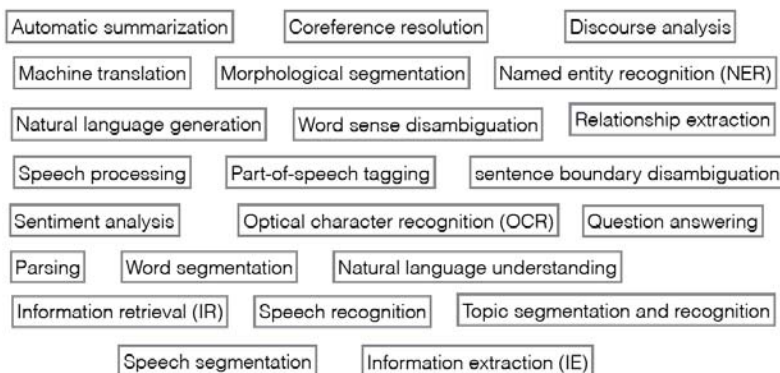 Automatic summarization Coreference resolution Discourse analysis
Machine translation Morphological segmentation Named entity recognition (NER)
Natural language generation Word sense disambiguation Relationship extraction
Speech processing Part-of-speech tagging sentence boundary disambiguation
Sentiment analysis Optical character recognition (OCR) Question answering
Parsing Word segmentation Natural language understanding
Information retrieval (IR) Speech recognition Topic segmentation and recognition
Speech segmentation Information extraction (IE)